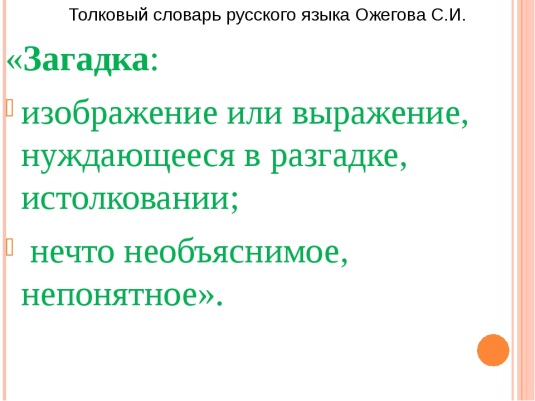 Толковый словарь русского языка Ожегова С.И.
«Загадка:
изображение или выражение,
нуждающееся в разгадке,
истолковании;
нечто необъяснимое,
непонятное».